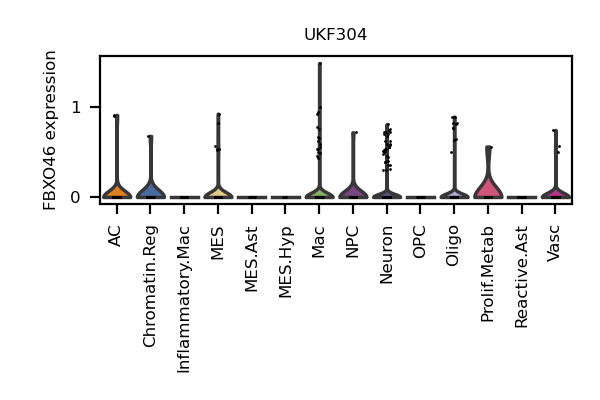 UKF304
FBXO46 expression
1
0
AC
Chromatin.Reg
Inflammatory.Mac
MES
MES.Ast
MES.Hyp
Mac
NPC
Neuron
OPC
Oligo
Prolif.Metab
Reactive.Ast
Vasc